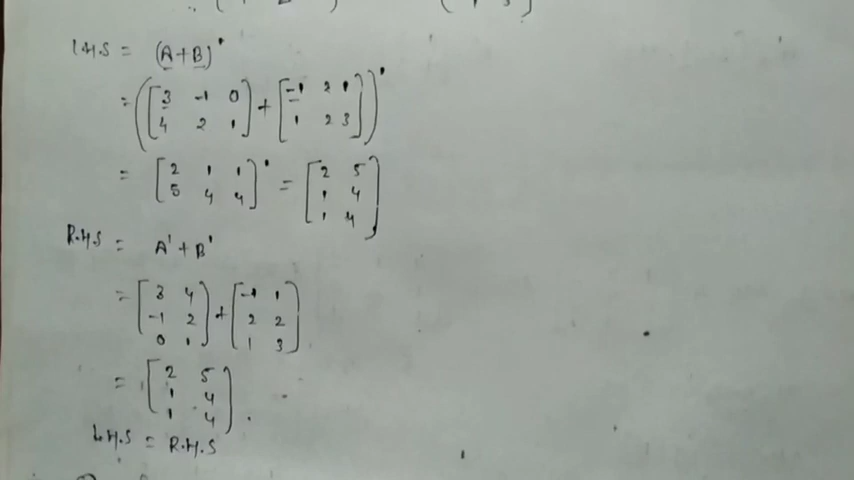 L.H.S = (A+B)'
= ([3 -1 0] + [-1 2 1])'
4 2 1 1 2 3
= [2 1 1]' = [2 5]
5 4 4 1 4
1 4
R.H.S = A' + B'
= [3 4] + [-1 1]
-1 2 2 2
0 1 1 3
= [2 5]
1 4
1 4 .
L.H.S = R.H.S